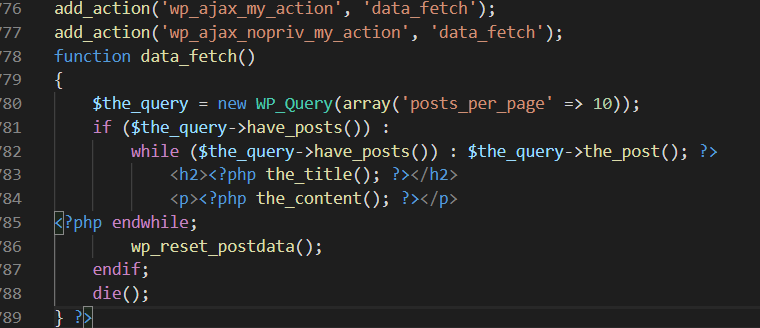 776 add_action('wp_ajax_my_action', 'data_fetch');
777 add_action('wp_ajax_nopriv_my_action', 'data_fetch');
778 function data_fetch()
779 {
780     $the_query = new WP_Query(array('posts_per_page' => 10));
781     if ($the_query->have_posts()) :
782         while ($the_query->have_posts()) : $the_query->the_post(); ?>
783             <h2><?php the_title(); ?></h2>
784             <p><?php the_content(); ?></p>
785 <?php endwhile;
786         wp_reset_postdata();
787     endif;
788     die();
789 } ?>